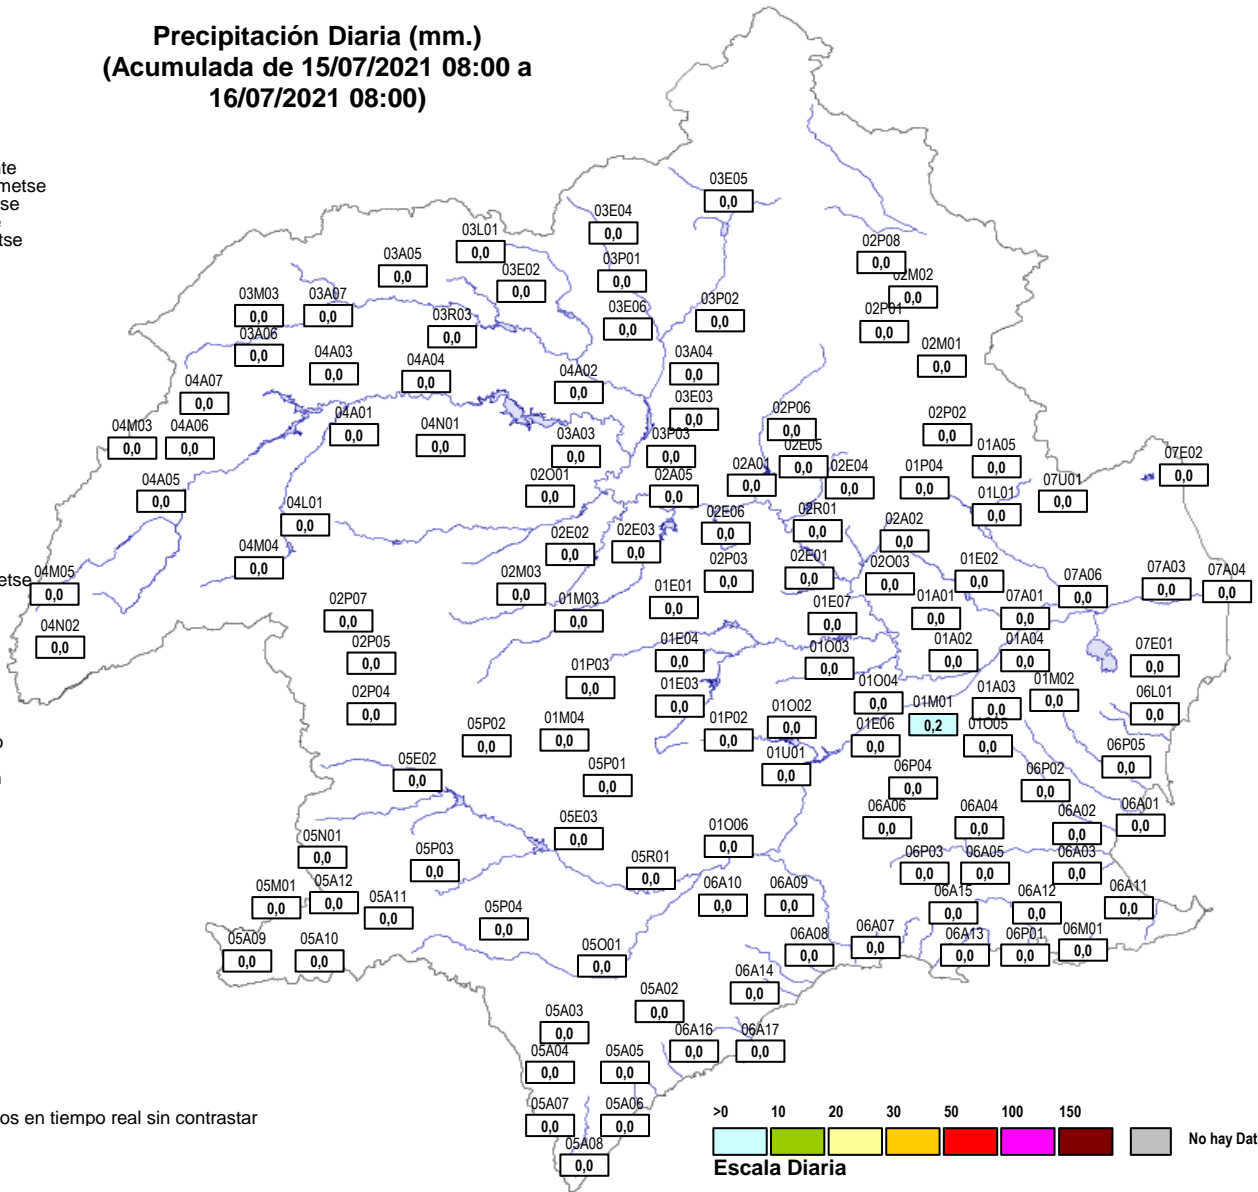 Precipitación Diaria (mm.)
(Acumulada de 15/07/2021 08:00 a
16/07/2021 08:00)
nte
metse
se
tse
03E05
0,0
03E04
0,0
03L01
0,0
03A05
0,0
03P01
0,0
03E02
0,0
02P08
0,0
02M02
0,0
03M03
0,0
03A07
0,0
03R03
0,0
03E06
0,0
03P02
0,0
02P01
0,0
03A06
0,0
04A03
0,0
04A04
0,0
04A02
0,0
03A04
0,0
02M01
0,0
04A07
0,0
03E03
0,0
04M03
0,0
04A06
0,0
04A01
0,0
04N01
0,0
03A03
0,0
03P03
0,0
02P06
0,0
02P02
0,0
02E05
0,0
01A05
0,0
07E02
0,0
04A05
0,0
02O01
0,0
02A05
0,0
02A01
0,0
02E04
0,0
01P04
0,0
01L01
0,0
07U01
0,0
04L01
0,0
02E06
0,0
02R01
0,0
02A02
0,0
04M04
0,0
02E02
0,0
02E03
0,0
metse
04M05
0,0
02M03
0,0
02P03
0,0
02E01
0,0
02O03
0,0
01E02
0,0
07A06
0,0
07A03
0,0
07A04
0,0
02P07
0,0
01M03
0,0
01E01
0,0
01E07
0,0
01A01
0,0
07A01
0,0
04N02
0,0
02P05
0,0
01E04
0,0
01O03
0,0
01A02
0,0
01A04
0,0
07E01
0,0
01P03
0,0
02P04
0,0
01E03
0,0
01O04
0,0
01M01
0,2
01A03
0,0
01M02
0,0
06L01
0,0
05P02
0,0
01M04
0,0
01P02
0,0
01O02
0,0
01E06
0,0
01O05
0,0
06P05
0,0
05E02
0,0
05P01
0,0
01U01
0,0
06P04
0,0
06P02
0,0
05E03
0,0
01O06
0,0
06A06
0,0
06A04
0,0
06A02
0,0
06A01
0,0
05N01
0,0
05P03
0,0
05R01
0,0
06P03
0,0
06A05
0,0
06A03
0,0
05M01
0,0
05A12
0,0
05A11
0,0
06A10
0,0
06A09
0,0
06A15
0,0
06A12
0,0
06A11
0,0
05P04
0,0
05A09
0,0
05A10
0,0
05O01
0,0
06A08
0,0
06A07
0,0
06A13
0,0
06P01
0,0
06M01
0,0
06A14
0,0
05A02
0,0
05A03
0,0
06A16
0,0
06A17
0,0
05A04
0,0
05A05
0,0
05A07
0,0
05A06
0,0
05A08
0,0
os en tiempo real sin contrastar
>0 10 20 30 50 100 150
No hay Dat
Escala Diaria